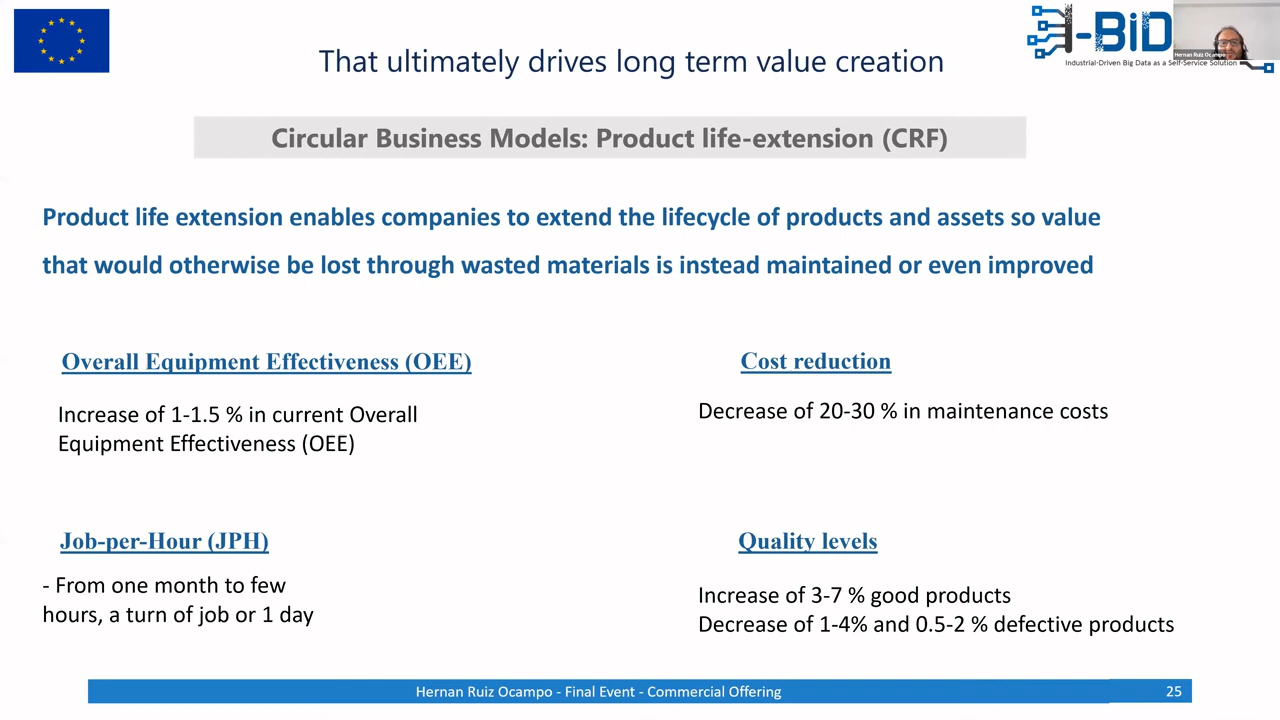 I-BiD
Industrial-Driven Big Data as a Self-Service Solution
Hernan Ruiz Ocampo
That ultimately drives long term value creation
Circular Business Models: Product life-extension (CRF)
Product life extension enables companies to extend the lifecycle of products and assets so value
that would otherwise be lost through wasted materials is instead maintained or even improved
Overall Equipment Effectiveness (OEE)
Increase of 1-1.5 % in current Overall
Equipment Effectiveness (OEE)
Cost reduction
Decrease of 20-30 % in maintenance costs
Job-per-Hour (JPH)
- From one month to few
hours, a turn of job or 1 day
Quality levels
Increase of 3-7 % good products
Decrease of 1-4% and 0.5-2 % defective products
Hernan Ruiz Ocampo - Final Event - Commercial Offering
25